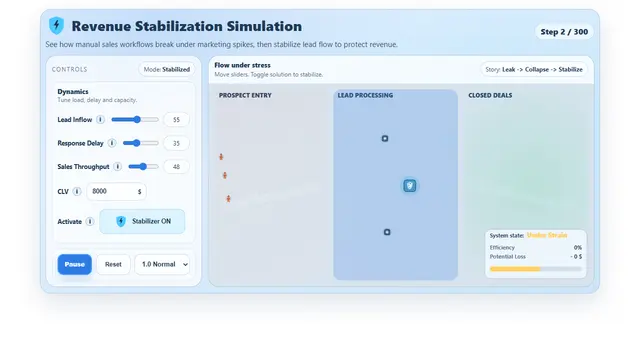 Revenue Stabilization Simulation
Step 2 / 300
See how manual sales workflows break under marketing spikes, then stabilize lead flow to protect revenue.
CONTROLS
Mode: Stabilized
Dynamics
Tune load, delay and capacity.
Lead Inflow i 55
Response Delay i 35
Sales Throughput i 48
CLV i 8000 $
Activate i Stabilizer ON
Pause Reset 1.0 Normal
Flow under stress
Move sliders. Toggle solution to stabilize.
Story: Leak -> Collapse -> Stabilize
PROSPECT ENTRY
LEAD PROCESSING
CLOSED DEALS
System state:
Efficiency 0%
Potential Loss - 0 $